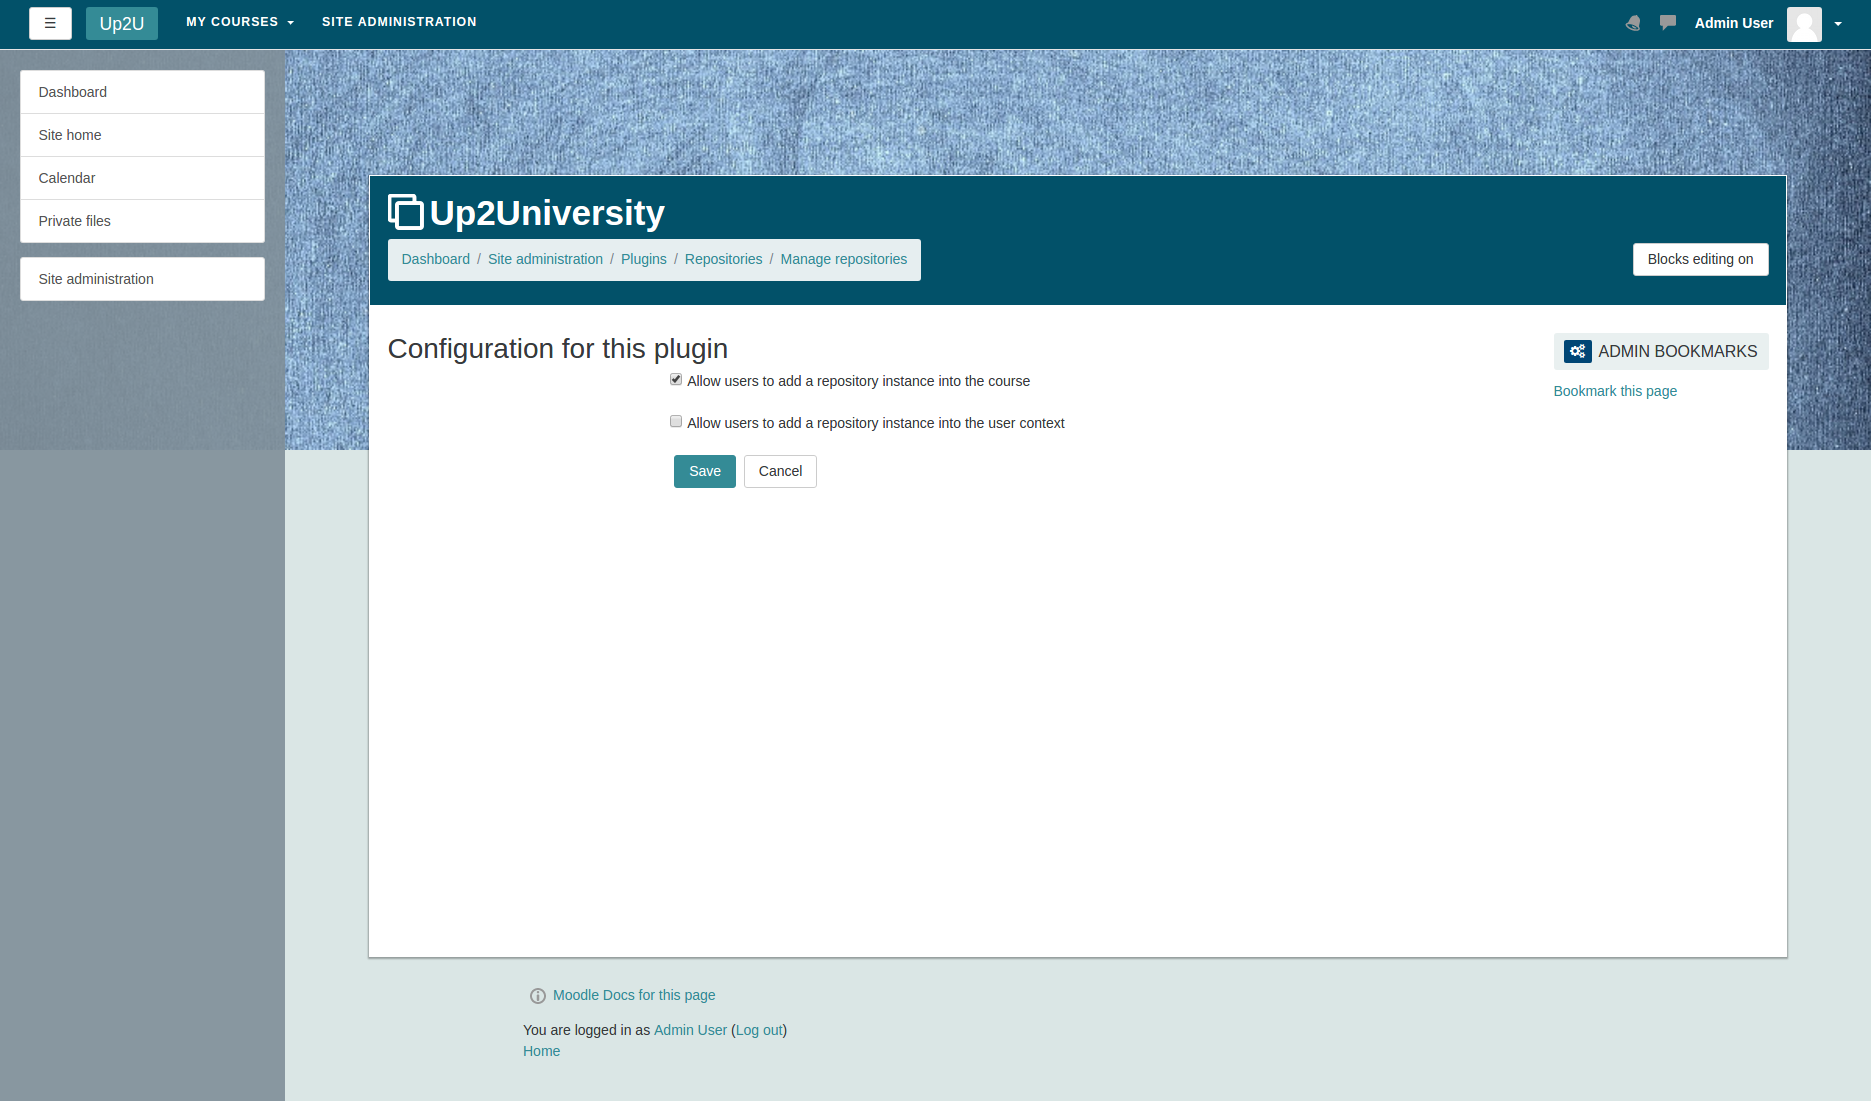 ☰ Up2U MY COURSES SITE ADMINISTRATION Admin User
Dashboard
Site home
Calendar
Private files
Site administration
Up2University
Dashboard / Site administration / Plugins / Repositories / Manage repositories
Blocks editing on
Configuration for this plugin
Allow users to add a repository instance into the course
Allow users to add a repository instance into the user context
Save Cancel
ADMIN BOOKMARKS
Bookmark this page
Moodle Docs for this page
You are logged in as Admin User (Log out)
Home